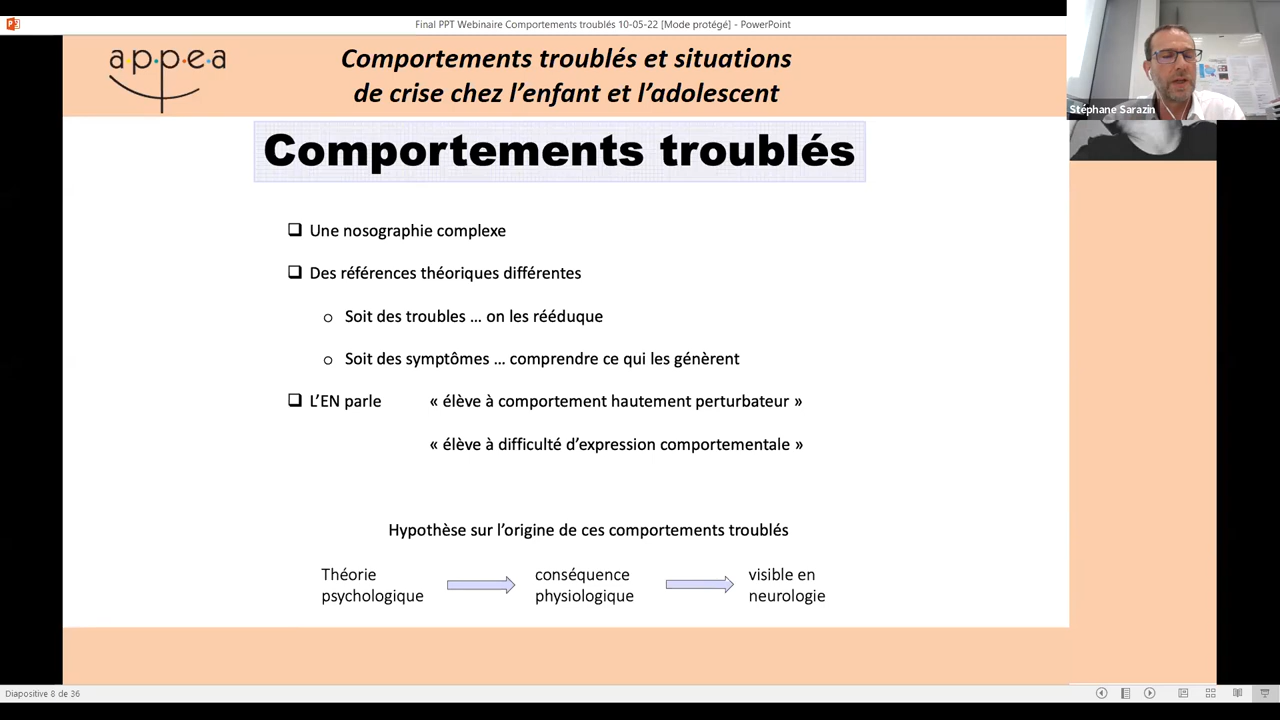 Final PPT Webinaire Comportements troublés 10-05-22 [Mode protégé] - PowerPoint
appea
Comportements troublés et situations
de crise chez l'enfant et l'adolescent
Stéphane Sarazin
Comportements troublés
Une nosographie complexe
Des références théoriques différentes
Soit des troubles ... on les rééduque
Soit des symptômes ... comprendre ce qui les génèrent
L'EN parle « élève à comportement hautement perturbateur »
« élève à difficulté d'expression comportementale »
Hypothèse sur l'origine de ces comportements troublés
Théorie psychologique
conséquence physiologique
visible en neurologie
Diapositive 8 de 36